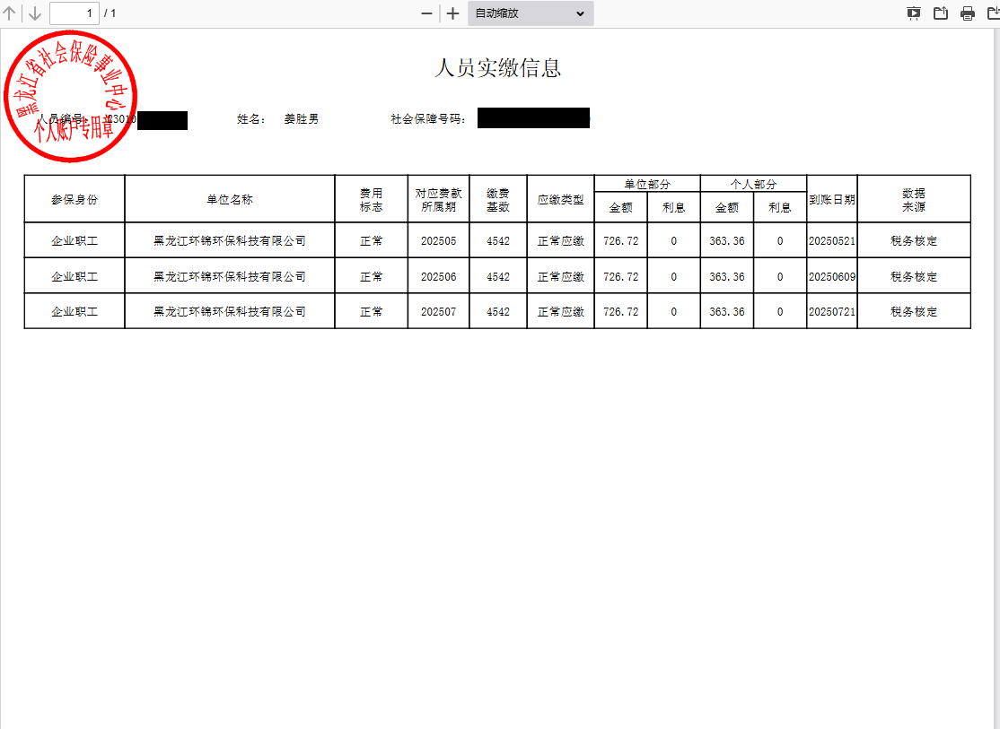 1 / 1
自动缩放
黑龙江省社会保险事业中心
个人账户专用章
人员实缴信息
人员编号: 23010
姓名: 姜胜男
社会保障号码:
参保身份 单位名称 费用标志 对应费款所属期 缴费基数 应缴类型 单位部分 个人部分 到账日期 数据来源
金额 利息 金额 利息
企业职工 黑龙江环锦环保科技有限公司 正常 202505 4542 正常应缴 726.72 0 363.36 0 20250521 税务核定
企业职工 黑龙江环锦环保科技有限公司 正常 202506 4542 正常应缴 726.72 0 363.36 0 20250609 税务核定
企业职工 黑龙江环锦环保科技有限公司 正常 202507 4542 正常应缴 726.72 0 363.36 0 20250721 税务核定